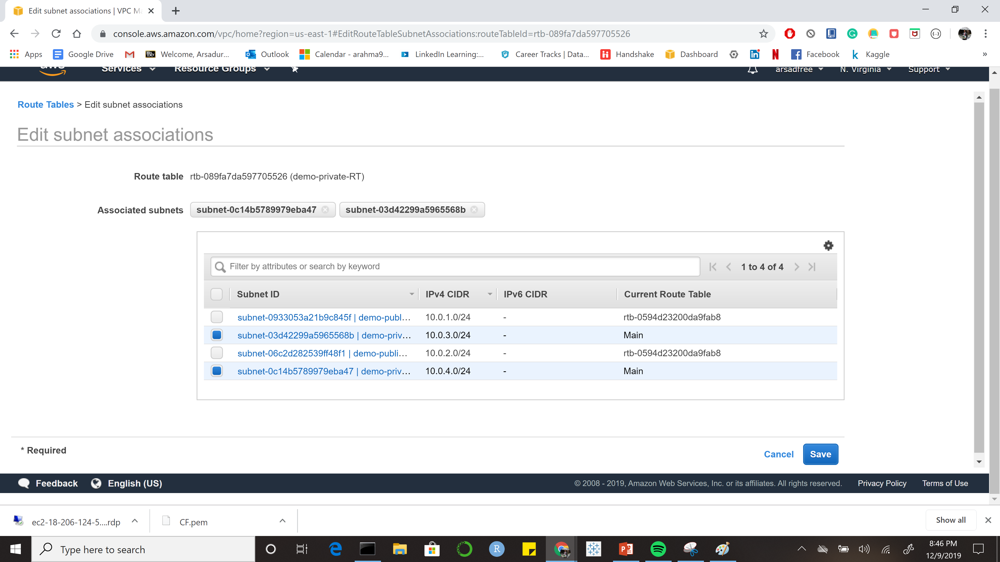 Edit subnet associations | VPC Ma
console.aws.amazon.com/vpc/home?region=us-east-1#EditRouteTableSubnetAssociations:routeTableId=rtb-089fa7da597705526
Apps Google Drive Bb Welcome, Arsadur... Outlook Calendar - arahma9... LinkedIn Learning:... Career Tracks | Data... Handshake Dashboard Facebook Kaggle »
aws Services Resource Groups arsadfree N. Virginia Support
Route Tables > Edit subnet associations
Edit subnet associations
Route table rtb-089fa7da597705526 (demo-private-RT)
Associated subnets subnet-0c14b5789979eba47 subnet-03d42299a5965568b
Filter by attributes or search by keyword 1 to 4 of 4
Subnet ID IPv4 CIDR IPv6 CIDR Current Route Table
subnet-0933053a21b9c845f | demo-publ... 10.0.1.0/24 - rtb-0594d23200da9fab8
subnet-03d42299a5965568b | demo-priv... 10.0.3.0/24 - Main
subnet-06c2d282539ff48f1 | demo-publi... 10.0.2.0/24 - rtb-0594d23200da9fab8
subnet-0c14b5789979eba47 | demo-priv... 10.0.4.0/24 - Main
* Required Cancel Save
Feedback English (US) © 2008 - 2019, Amazon Web Services, Inc. or its affiliates. All rights reserved. Privacy Policy Terms of Use
ec2-18-206-124-5....rdp CF.pem Show all
Type here to search 8:46 PM
12/9/2019